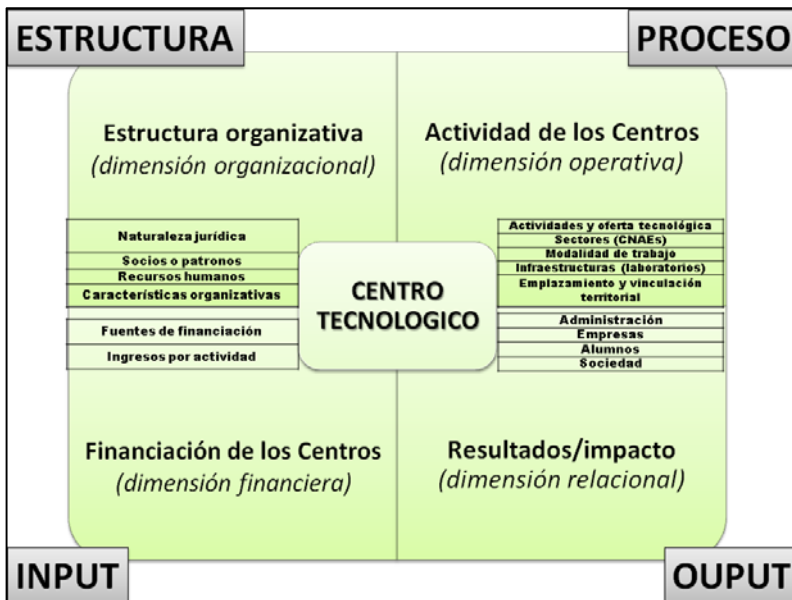 ESTRUCTURA
PROCESO
Estructura organizativa
(dimensión organizacional)
Actividad de los Centros
(dimensión operativa)
Naturaleza jurídica
Socios o patronos
Recursos humanos
Características organizativas
Fuentes de financiación
Ingresos por actividad
CENTRO
TECNOLOGICO
Actividades y oferta tecnológica
Sectores (CNAEs)
Modalidad de trabajo
Infraestructuras (laboratorios)
Emplazamiento y vinculación
territorial
Administración
Empresas
Alumnos
Sociedad
Financiación de los Centros
(dimensión financiera)
Resultados/impacto
(dimensión relacional)
INPUT
OUPUT